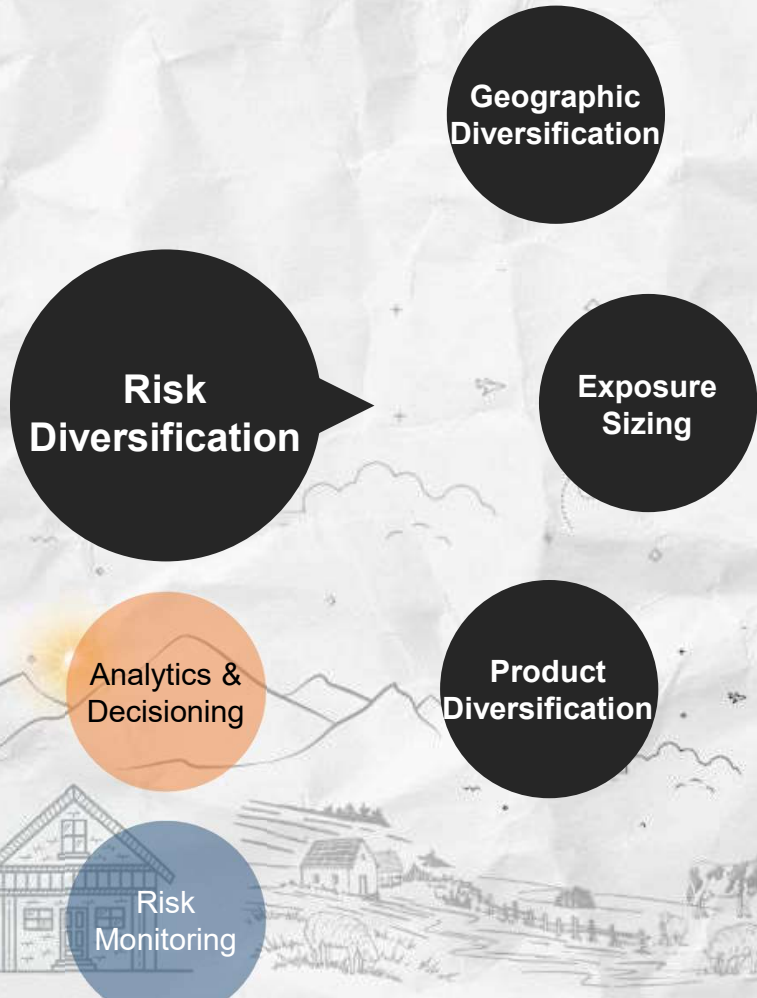 Geographic
Diversification
Risk
Diversification
Exposure
Sizing
Product
Diversification
Analytics &
Decisioning
Risk
Monitoring